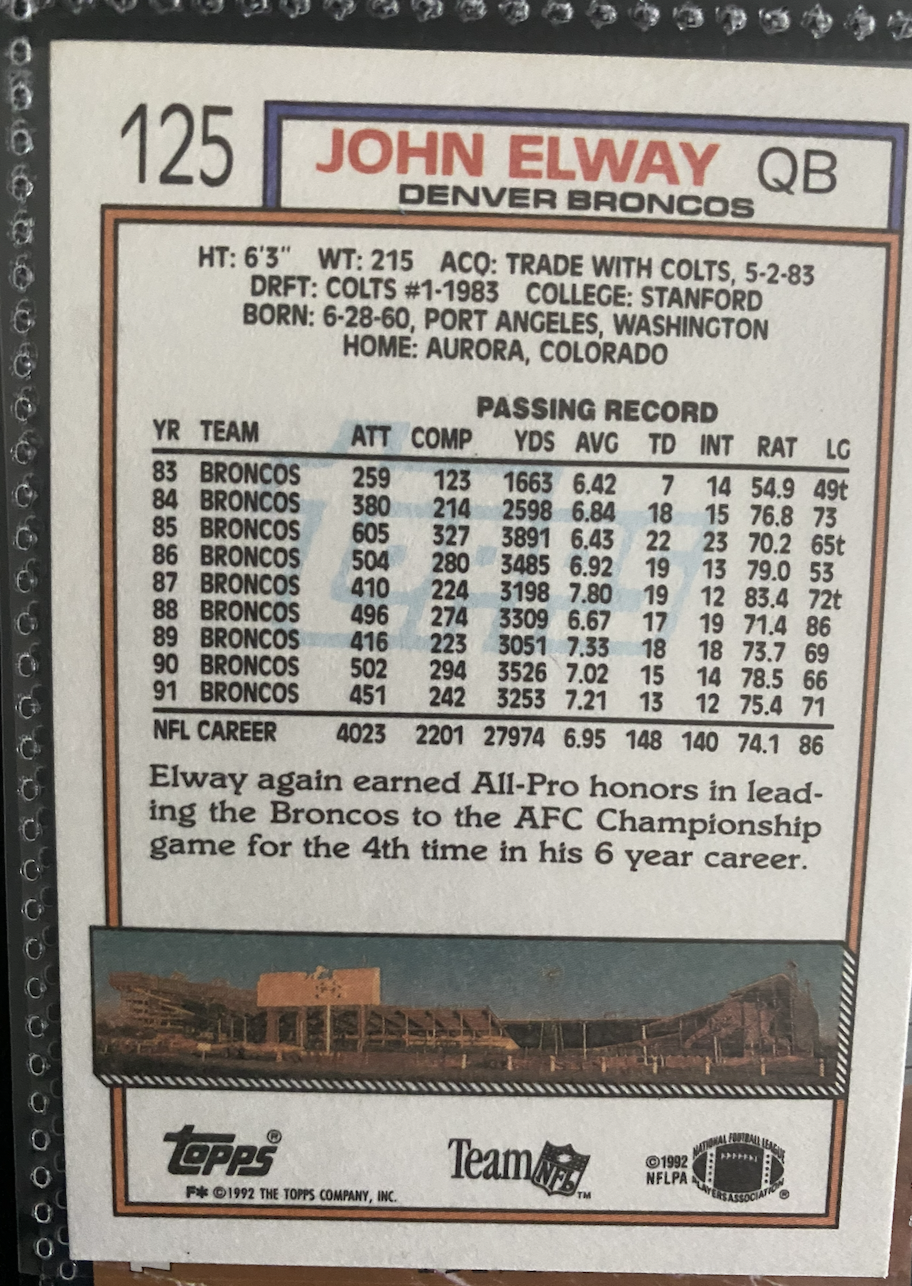 125 JOHN ELWAY QB
DENVER BRONCOS
HT: 6'3" WT: 215 ACQ: TRADE WITH COLTS, 5-2-83
DRFT: COLTS #1-1983 COLLEGE: STANFORD
BORN: 6-28-60, PORT ANGELES, WASHINGTON
HOME: AURORA, COLORADO
PASSING RECORD
YR TEAM ATT COMP YDS AVG TD INT RAT LG
83 BRONCOS 259 123 1663 6.42 7 14 54.9 49t
84 BRONCOS 380 214 2598 6.84 18 15 76.8 73
85 BRONCOS 605 327 3891 6.43 22 23 70.2 65t
86 BRONCOS 504 280 3485 6.92 19 13 79.0 53
87 BRONCOS 410 224 3198 7.80 19 12 83.4 72t
88 BRONCOS 496 274 3309 6.67 17 19 71.4 86
89 BRONCOS 416 223 3051 7.33 18 18 73.7 69
90 BRONCOS 502 294 3526 7.02 15 14 78.5 66
91 BRONCOS 451 242 3253 7.21 13 12 75.4 71
NFL CAREER 4023 2201 27974 6.95 148 140 74.1 86
Topps
Elway again earned All-Pro honors in lead-
ing the Broncos to the AFC Championship
game for the 4th time in his 6 year career.
Topps®
F* ©1992 THE TOPPS COMPANY, INC.
Team NFL™
©1992
NFLPA
NATIONAL FOOTBALL LEAGUE
PLAYERS ASSOCIATION®